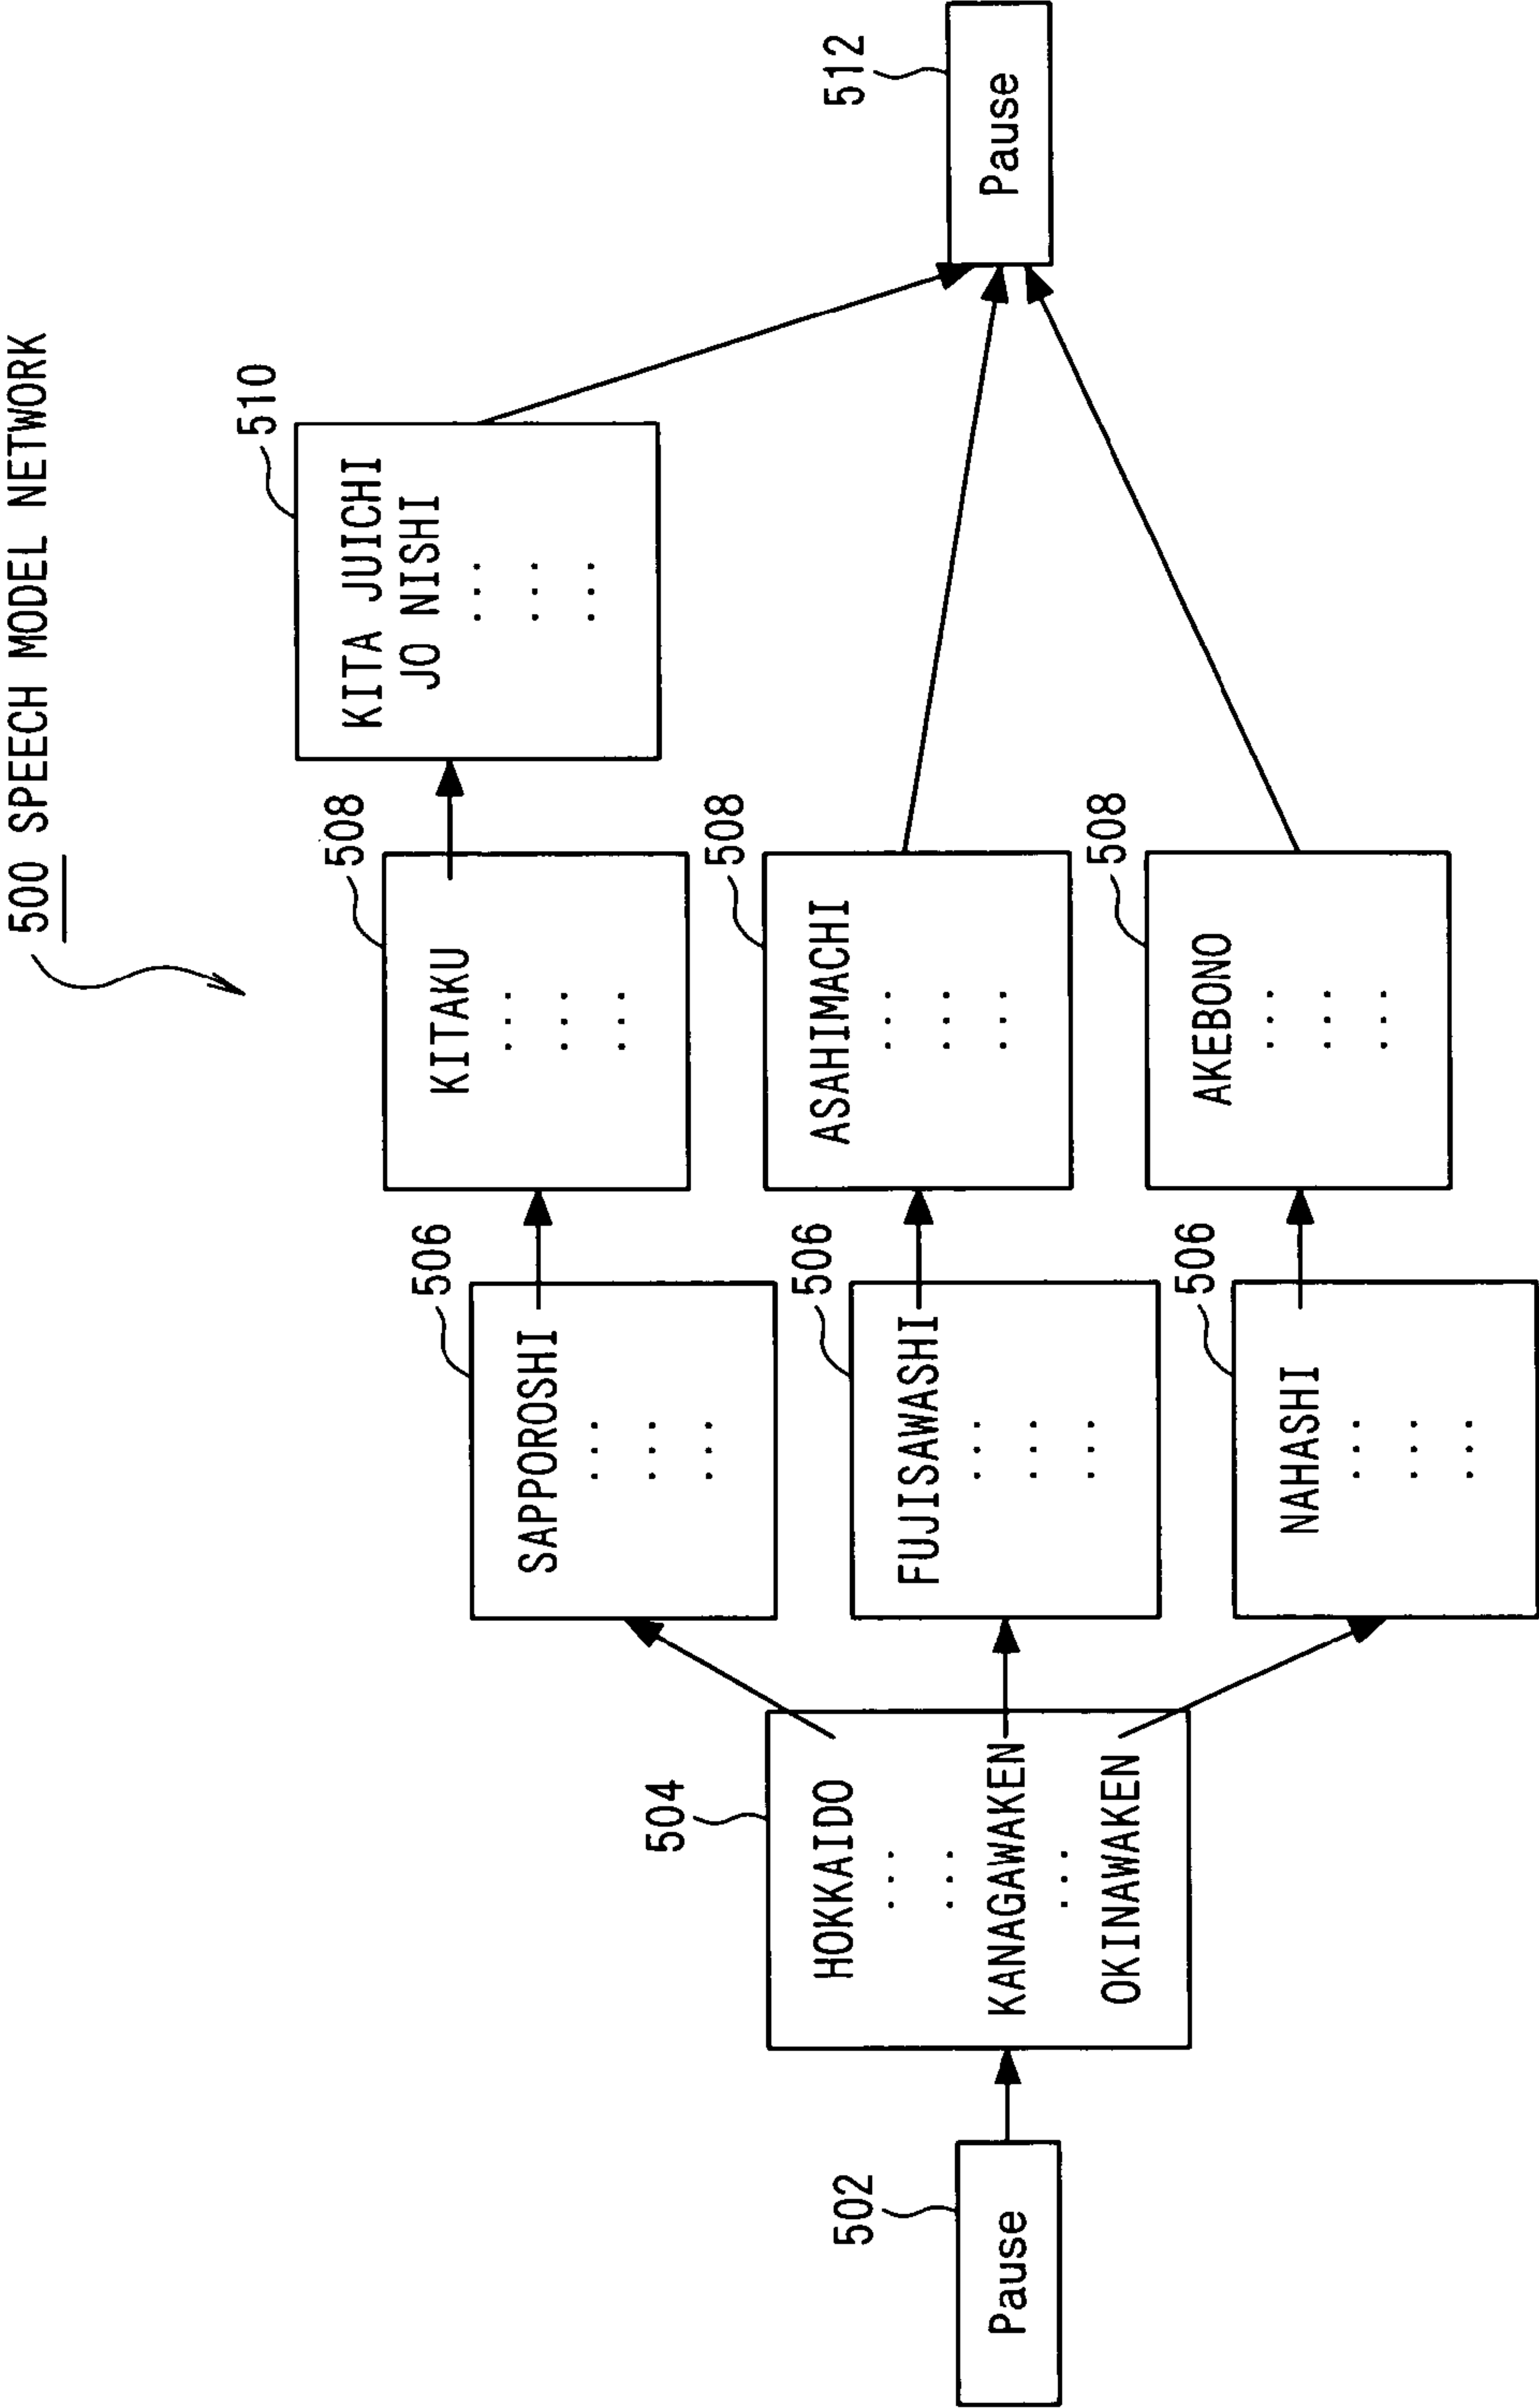 500 SPEECH MODEL NETWORK
502
Pause
504
HOKKAIDO
...
...
KANAGAWAKEN
...
OKINAWAKEN
506
SAPPOROSHI
...
...
...
506
FUJISAWASHI
...
...
...
506
NAHASHI
...
...
...
508
KITAKU
...
...
...
508
ASAHIMACHI
...
...
...
508
AKEBONO
...
...
...
510
KITA JUICHI
JO NISHI
...
...
...
512
Pause